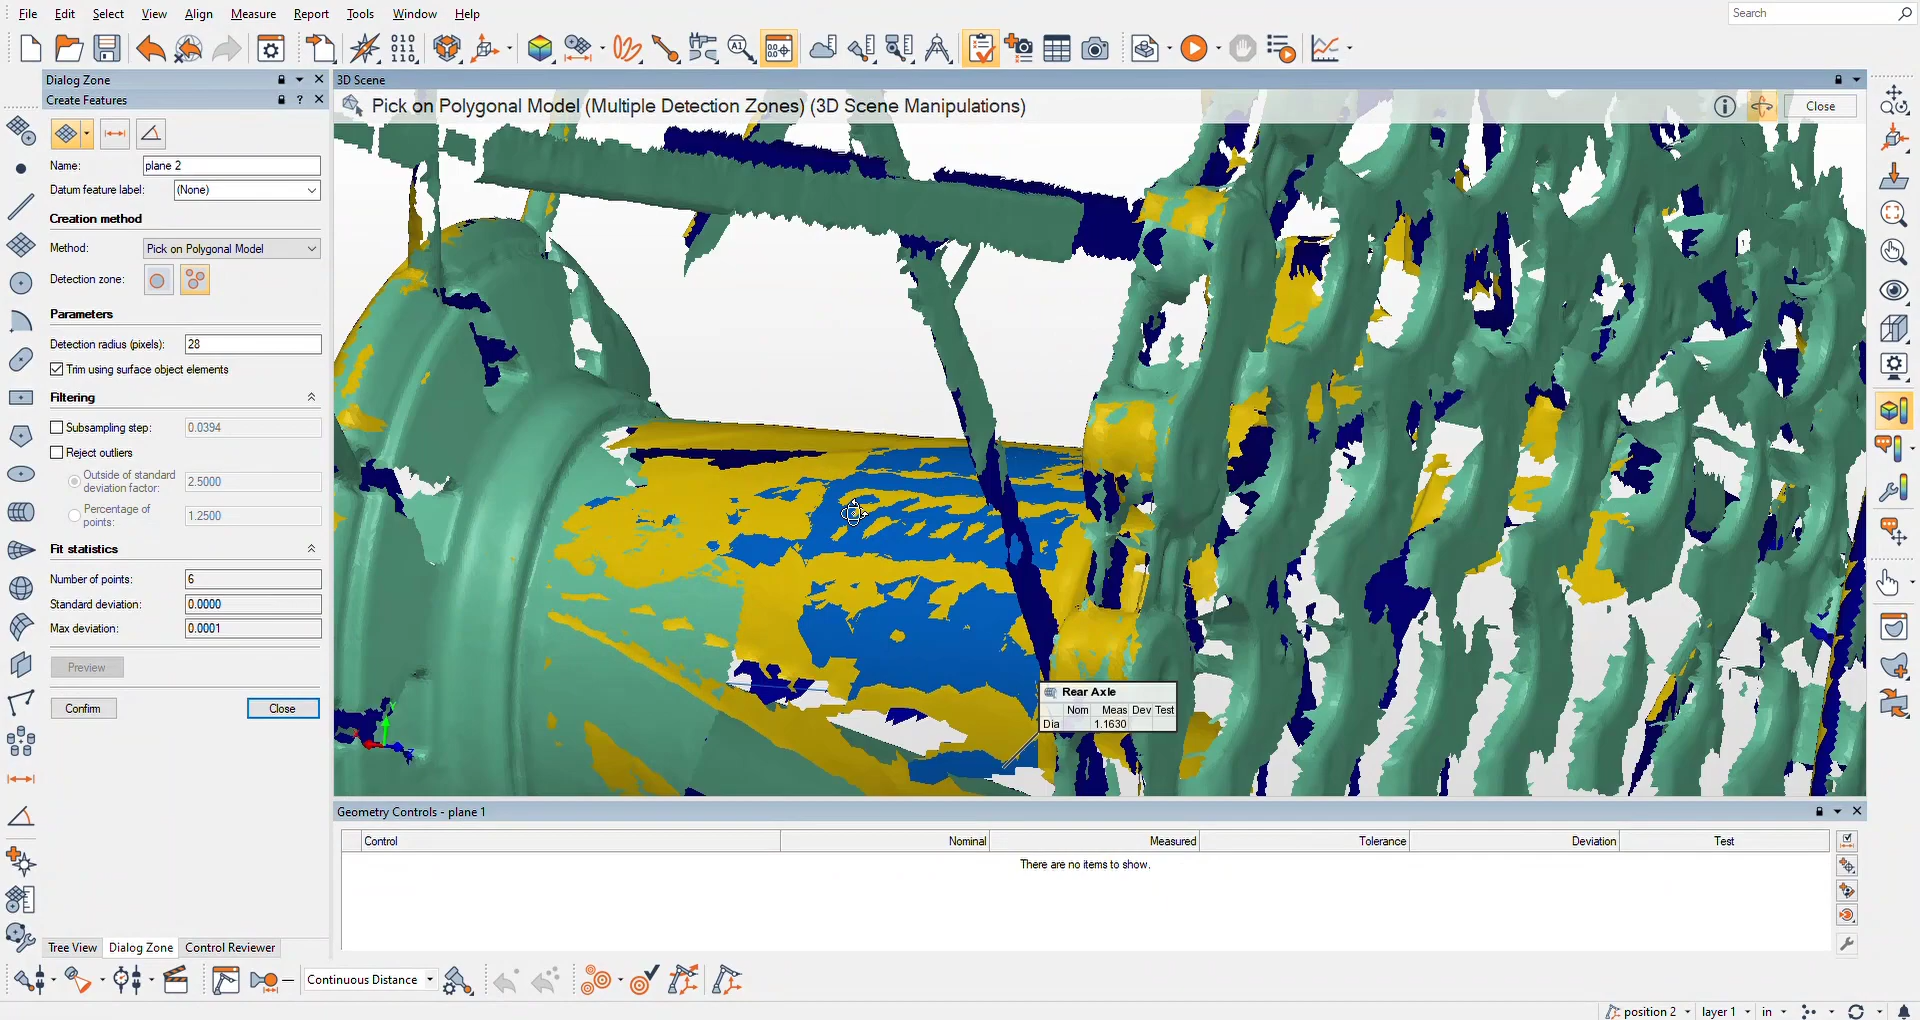 File Edit Select View Align Measure Report Tools Window Help
Search
Dialog Zone
Create Features
Name: plane 2
Datum feature label: (None)
Creation method
Method: Pick on Polygonal Model
Detection zone:
Parameters
Detection radius (pixels): 28
Trim using surface object elements
Filtering
Subsampling step: 0.0394
Reject outliers
Outside of standard
deviation factor: 2.5000
Percentage of
points: 1.2500
Fit statistics
Number of points: 6
Standard deviation: 0.0000
Max deviation: 0.0001
Preview
Confirm Close
Tree View Dialog Zone Control Reviewer
3D Scene
Pick on Polygonal Model (Multiple Detection Zones) (3D Scene Manipulations)
Close
Rear Axle
Nom Meas Dev Test
Dia 1.1630
Geometry Controls - plane 1
Control Nominal Measured Tolerance Deviation Test
There are no items to show.
Continuous Distance
position 2 layer 1 in